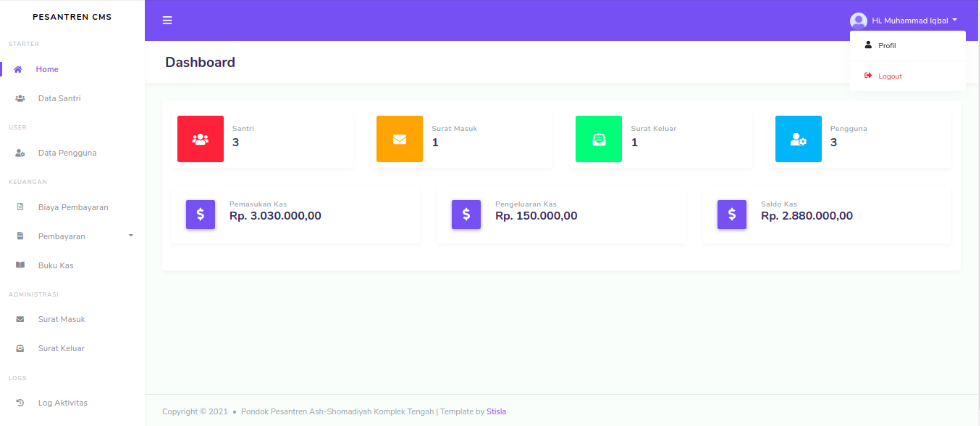 PESANTREN CMS
STARTER
Home
Data Santri
USER
Data Pengguna
KEUANGAN
Biaya Pembayaran
Pembayaran
Buku Kas
ADMINISTRASI
Surat Masuk
Surat Keluar
LOGS
Log Aktivitas
Hi, Muhammad Iqbal
Profil
Logout
Dashboard
Santri
3
Surat Masuk
1
Surat Keluar
1
Pengguna
3
Pemasukan Kas
Rp. 3.030.000,00
Pengeluaran Kas
Rp. 150.000,00
Saldo Kas
Rp. 2.880.000,00
Copyright © 2021 • Pondok Pesantren Ash-Shomadiyah Komplek Tengah | Template by Stisla